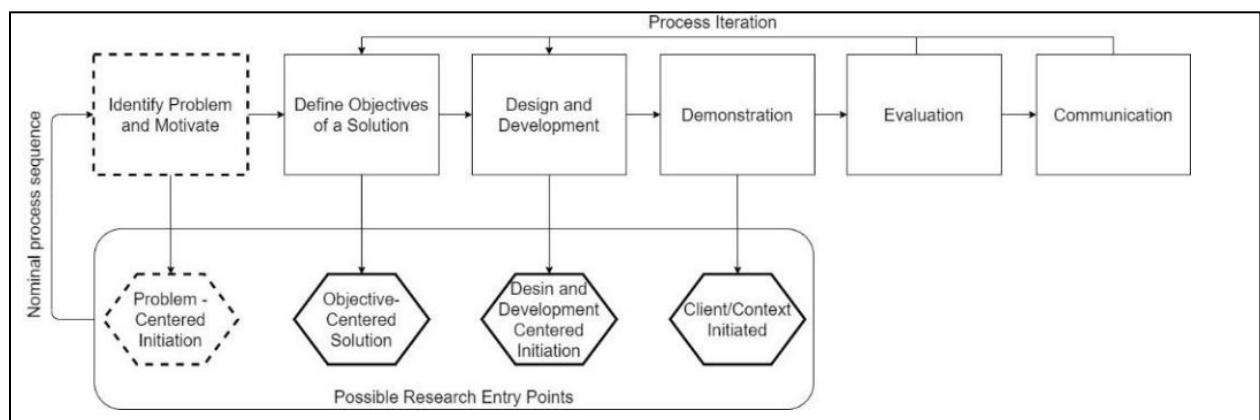 Process Iteration
Identify Problem
and Motivate
Define Objectives
of a Solution
Design and
Development
Demonstration
Evaluation
Communication
Nominal process sequence
Problem -
Centered
Initiation
Objective-
Centered
Solution
Desin and
Development
Centered
Initiation
Client/Context
Initiated
Possible Research Entry Points